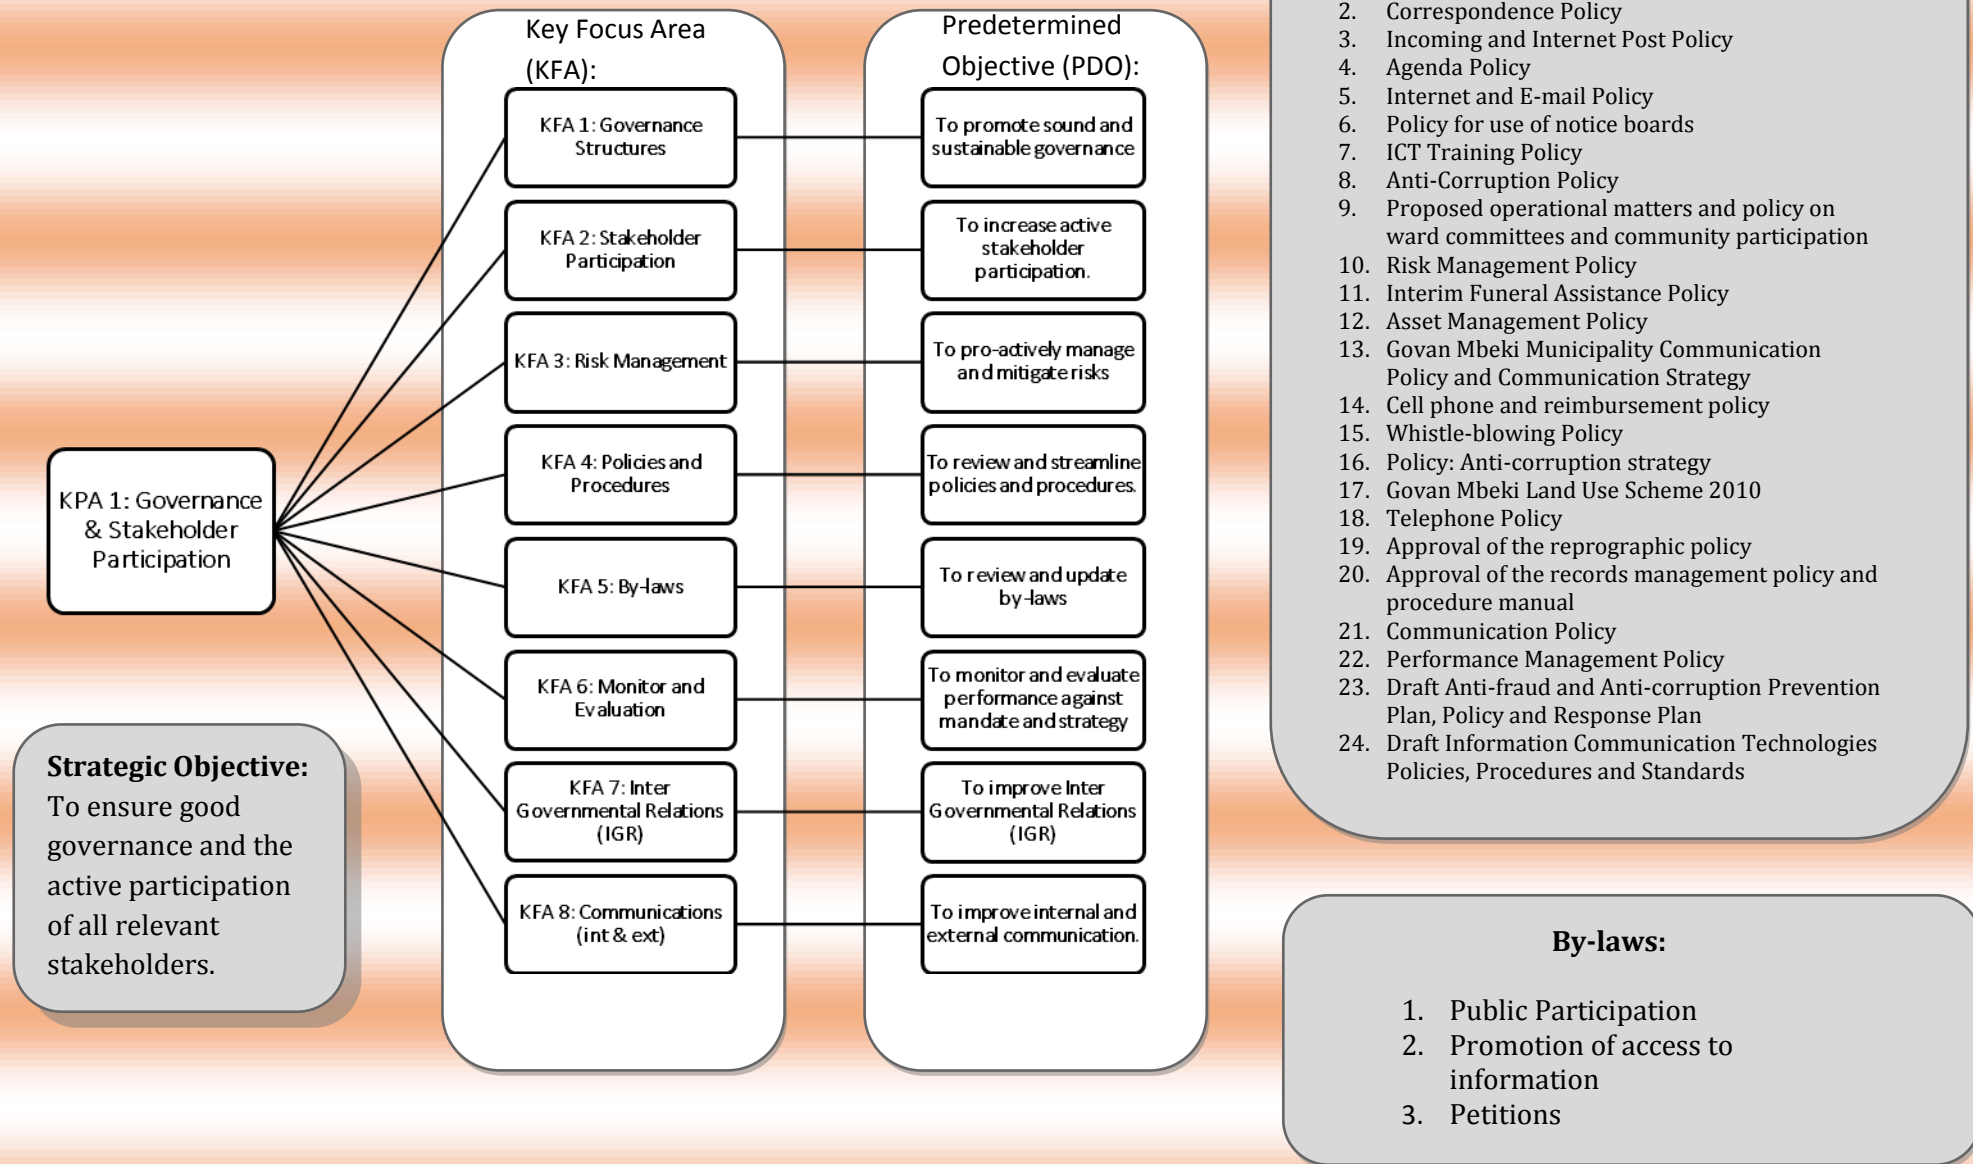 Key Focus Area
(KFA):
Predetermined
Objective (PDO):
KPA 1: Governance
& Stakeholder
Participation
KFA 1: Governance
Structures
To promote sound and
sustainable governance
KFA 2: Stakeholder
Participation
To increase active
stakeholder
participation.
KFA 3: Risk Management
To pro-actively manage
and mitigate risks
KFA 4: Policies and
Procedures
To review and streamline
policies and procedures.
KFA 5: By-laws
To review and update
by-laws
KFA 6: Monitor and
Evaluation
To monitor and evaluate
performance against
mandate and strategy
KFA 7: Inter
Governmental Relations
(IGR)
To improve Inter
Governmental Relations
(IGR)
KFA 8: Communications
(int & ext)
To improve internal and
external communication.
Strategic Objective:
To ensure good
governance and the
active participation
of all relevant
stakeholders.
2. Correspondence Policy
3. Incoming and Internet Post Policy
4. Agenda Policy
5. Internet and E-mail Policy
6. Policy for use of notice boards
7. ICT Training Policy
8. Anti-Corruption Policy
9. Proposed operational matters and policy on
ward committees and community participation
10. Risk Management Policy
11. Interim Funeral Assistance Policy
12. Asset Management Policy
13. Govan Mbeki Municipality Communication
Policy and Communication Strategy
14. Cell phone and reimbursement policy
15. Whistle-blowing Policy
16. Policy: Anti-corruption strategy
17. Govan Mbeki Land Use Scheme 2010
18. Telephone Policy
19. Approval of the reprographic policy
20. Approval of the records management policy and
procedure manual
21. Communication Policy
22. Performance Management Policy
23. Draft Anti-fraud and Anti-corruption Prevention
Plan, Policy and Response Plan
24. Draft Information Communication Technologies
Policies, Procedures and Standards
By-laws:
1. Public Participation
2. Promotion of access to
information
3. Petitions